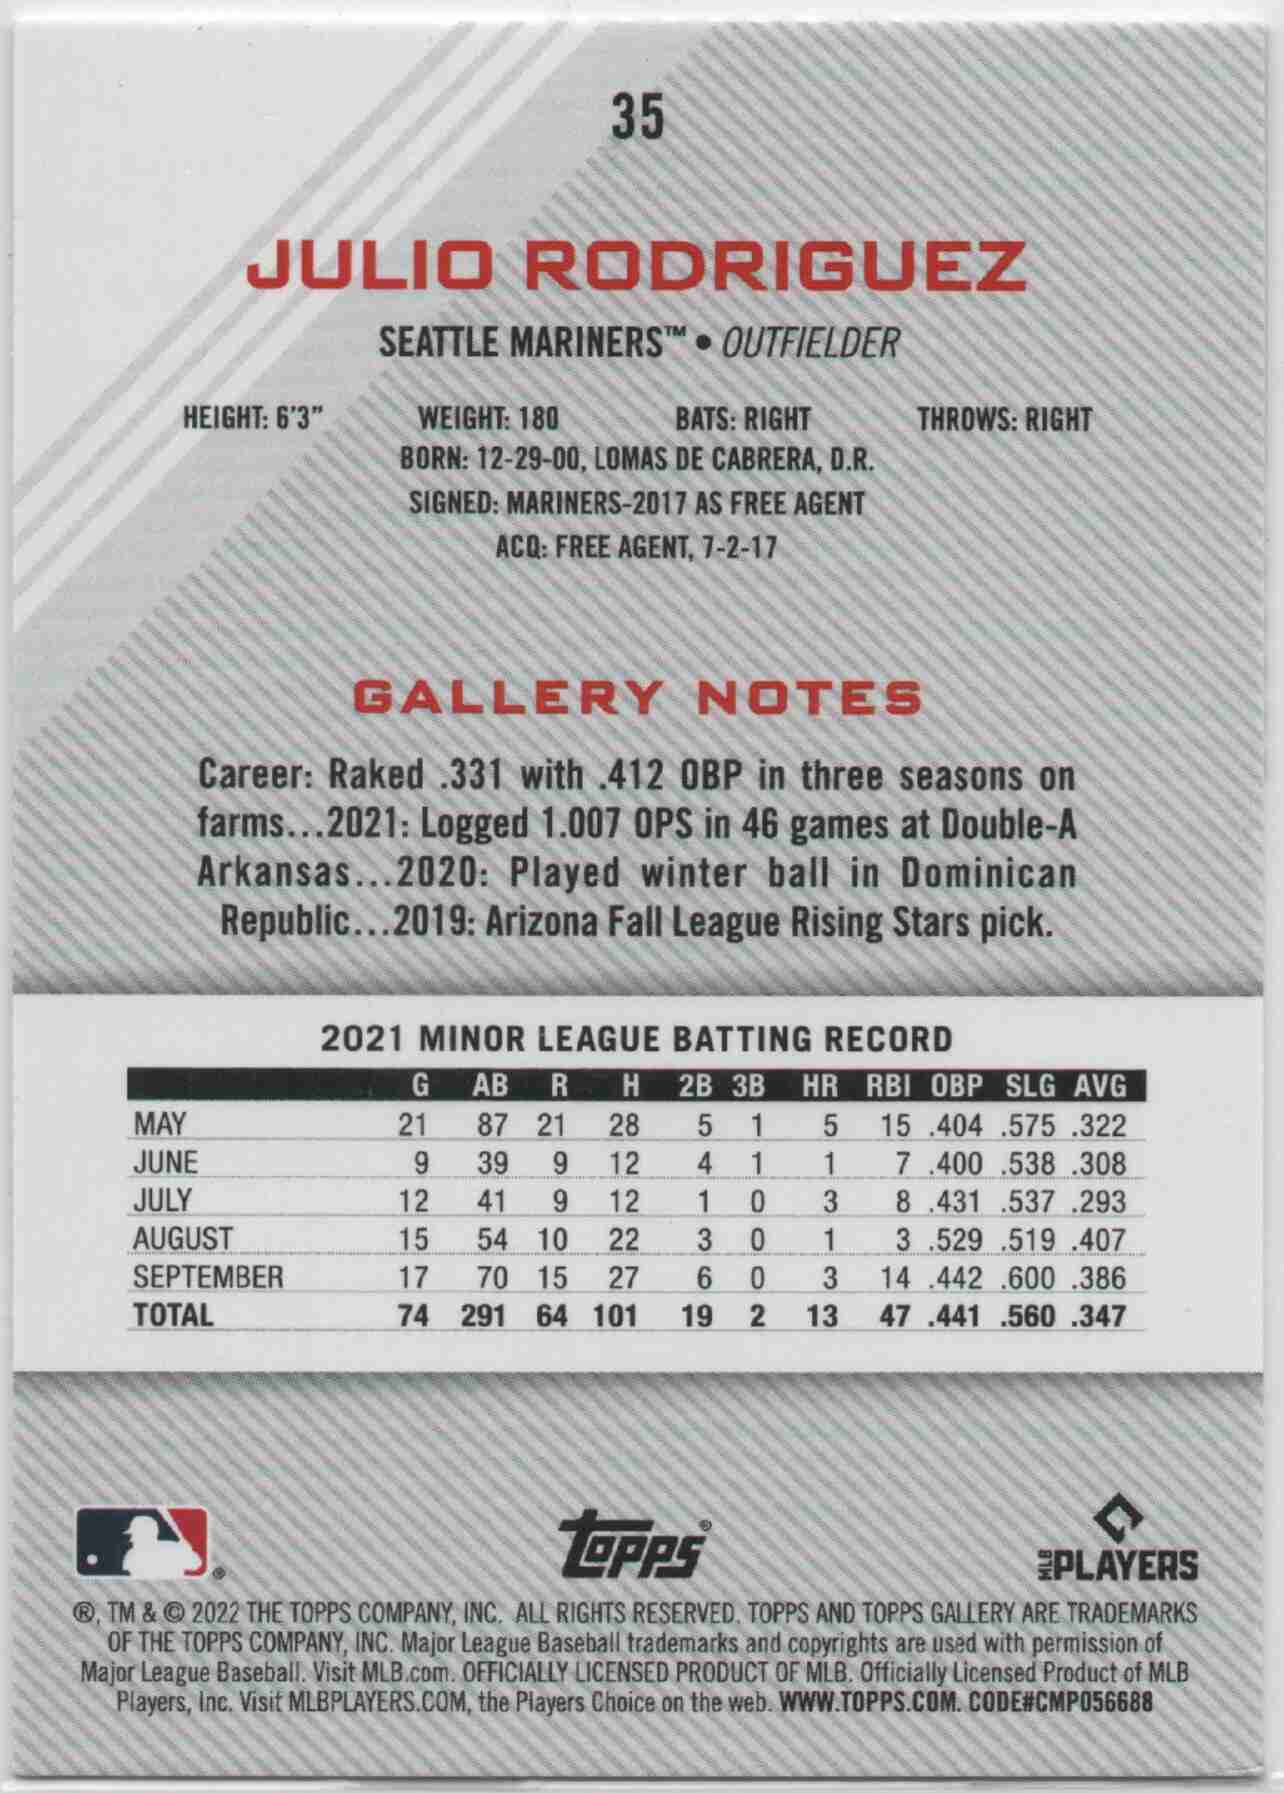 35
JULIO RODRIGUEZ
SEATTLE MARINERS™ • OUTFIELDER
HEIGHT: 6'3" WEIGHT: 180 BATS: RIGHT THROWS: RIGHT
BORN: 12-29-00, LOMAS DE CABRERA, D.R.
SIGNED: MARINERS-2017 AS FREE AGENT
ACQ: FREE AGENT, 7-2-17
GALLERY NOTES
Career: Raked .331 with .412 OBP in three seasons on
farms...2021: Logged 1.007 OPS in 46 games at Double-A
Arkansas...2020: Played winter ball in Dominican
Republic...2019: Arizona Fall League Rising Stars pick.
2021 MINOR LEAGUE BATTING RECORD
G AB R H 2B 3B HR RBI OBP SLG AVG
MAY 21 87 21 28 5 1 5 15 .404 .575 .322
JUNE 9 39 9 12 4 1 1 7 .400 .538 .308
JULY 12 41 9 12 1 0 3 8 .431 .537 .293
AUGUST 15 54 10 22 3 0 1 3 .529 .519 .407
SEPTEMBER 17 70 15 27 6 0 3 14 .442 .600 .386
TOTAL 74 291 64 101 19 2 13 47 .441 .560 .347
®
Topps®
MLB PLAYERS
®, TM & © 2022 THE TOPPS COMPANY, INC. ALL RIGHTS RESERVED. TOPPS AND TOPPS GALLERY ARE TRADEMARKS
OF THE TOPPS COMPANY, INC. Major League Baseball trademarks and copyrights are used with permission of
Major League Baseball. Visit MLB.com. OFFICIALLY LICENSED PRODUCT OF MLB. Officially Licensed Product of MLB
Players, Inc. Visit MLBPLAYERS.COM, the Players Choice on the web. WWW.TOPPS.COM. CODE#CMP056688